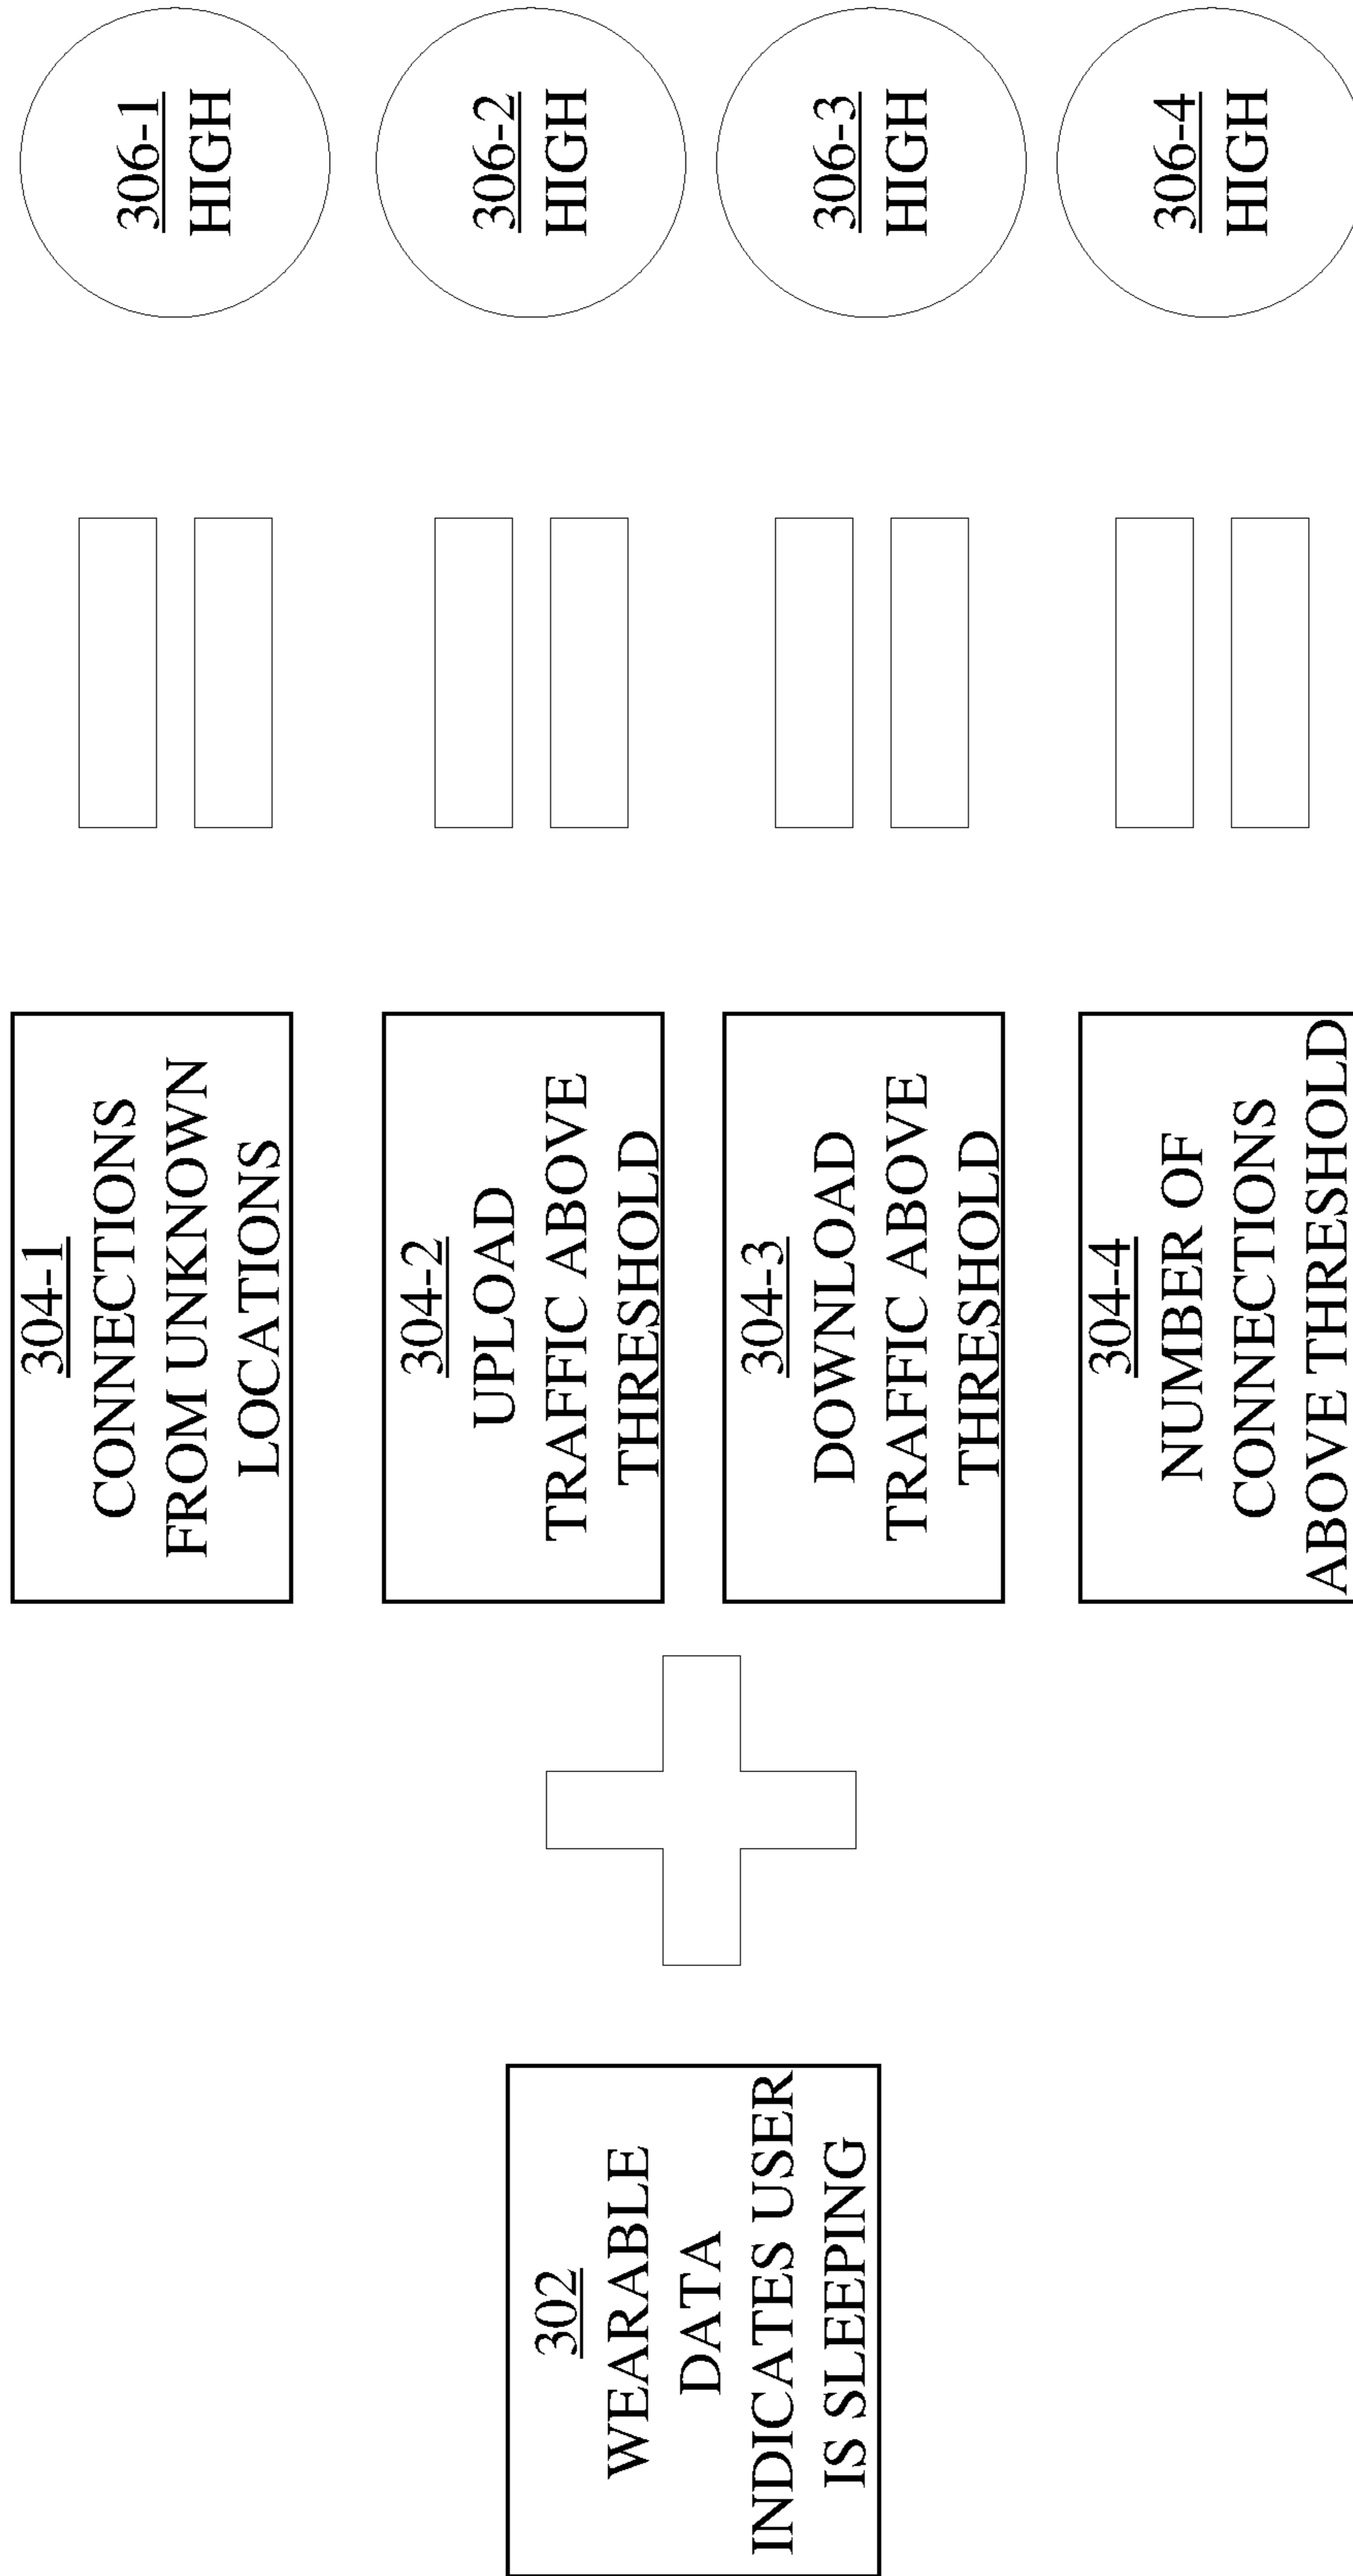 302
WEARABLE
DATA
INDICATES USER
IS SLEEPING
304-1
CONNECTIONS
FROM UNKNOWN
LOCATIONS
306-1
HIGH
304-2
UPLOAD
TRAFFIC ABOVE
THRESHOLD
306-2
HIGH
304-3
DOWNLOAD
TRAFFIC ABOVE
THRESHOLD
306-3
HIGH
304-4
NUMBER OF
CONNECTIONS
ABOVE THRESHOLD
306-4
HIGH